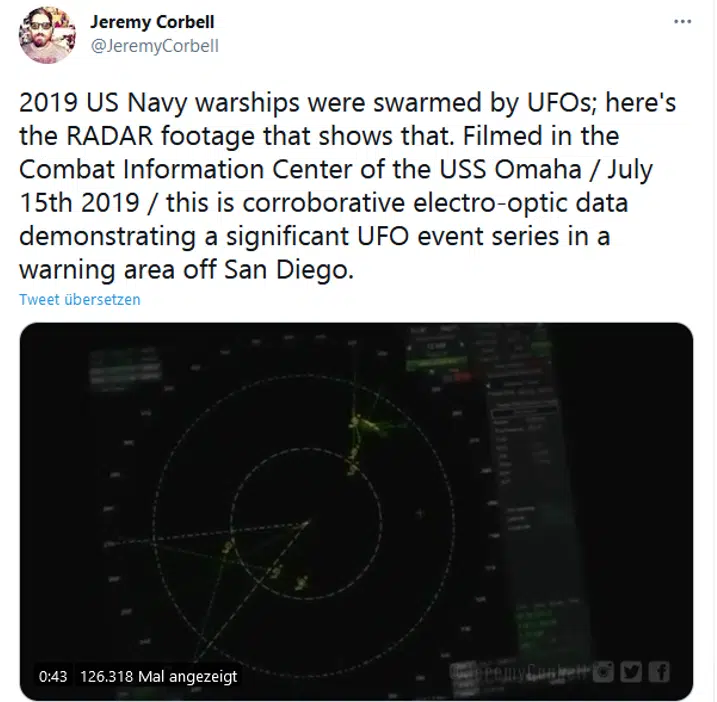 Jeremy Corbell
@JeremyCorbell
2019 US Navy warships were swarmed by UFOs; here's
the RADAR footage that shows that. Filmed in the
Combat Information Center of the USS Omaha / July
15th 2019 / this is corroborative electro-optic data
demonstrating a significant UFO event series in a
warning area off San Diego.
Tweet übersetzen
0:43 126.318 Mal angezeigt
JeremyCorbell